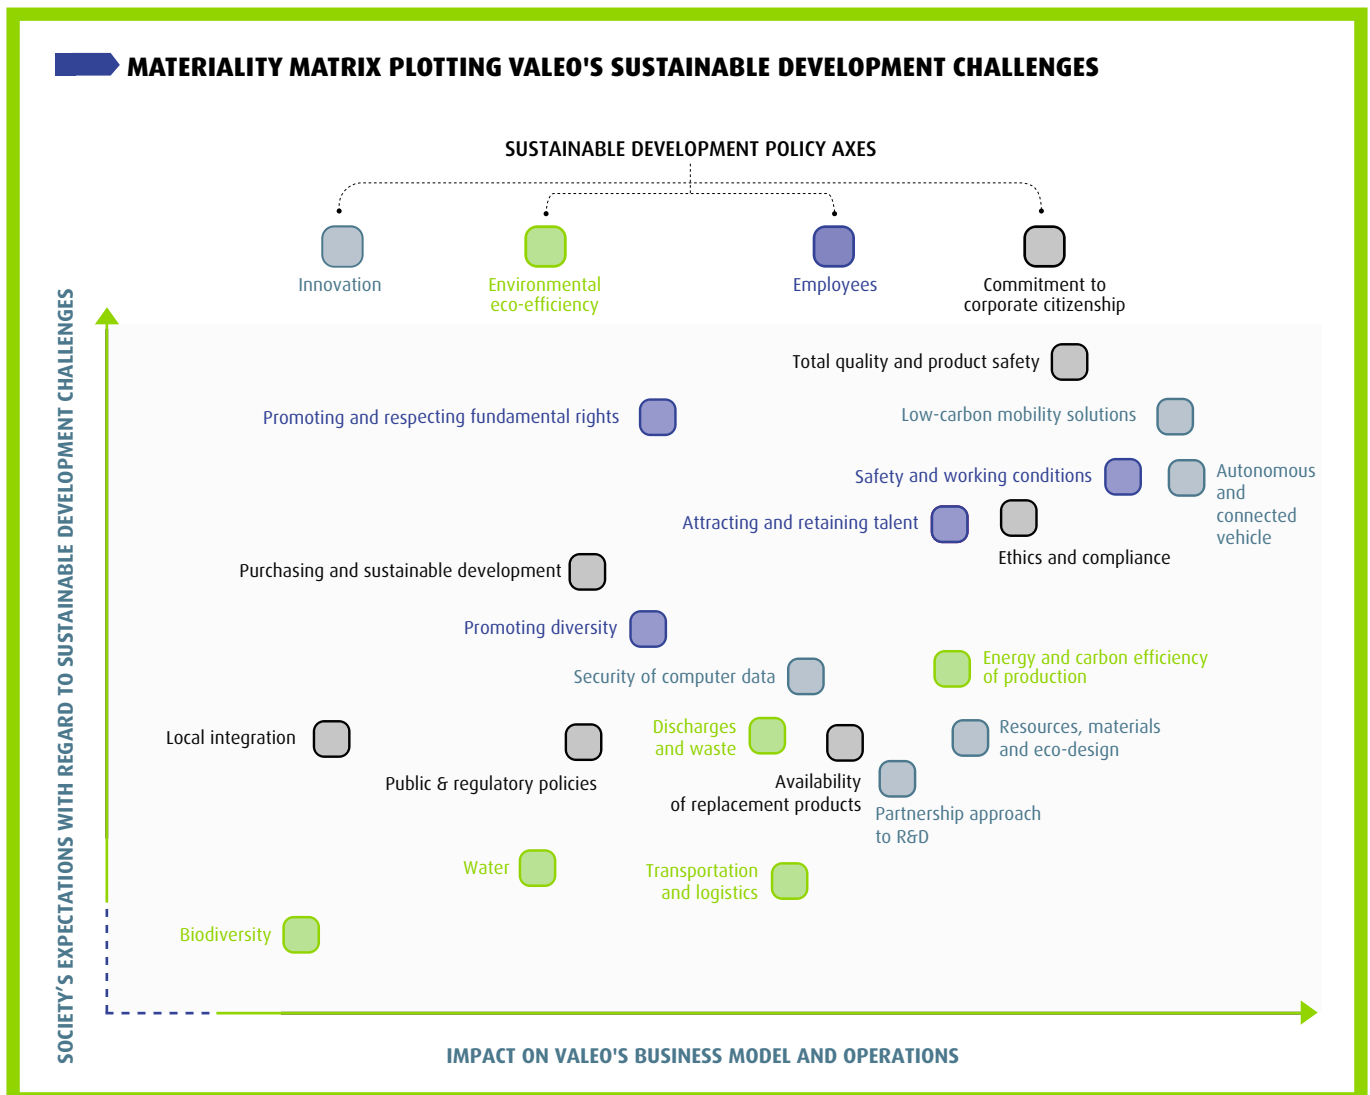 MATERIALITY MATRIX PLOTTING VALEO'S SUSTAINABLE DEVELOPMENT CHALLENGES
SUSTAINABLE DEVELOPMENT POLICY AXES
Innovation
Environmental
eco-efficiency
Employees
Commitment to
corporate citizenship
SOCIETY'S EXPECTATIONS WITH REGARD TO SUSTAINABLE DEVELOPMENT CHALLENGES
Total quality and product safety
Promoting and respecting fundamental rights
Low-carbon mobility solutions
Safety and working conditions
Autonomous
and
connected
vehicle
Attracting and retaining talent
Ethics and compliance
Purchasing and sustainable development
Promoting diversity
Security of computer data
Energy and carbon efficiency
of production
Local integration
Public & regulatory policies
Discharges
and waste
Availability
of replacement products
Resources, materials
and eco-design
Partnership approach
to R&D
Water
Transportation
and logistics
Biodiversity
IMPACT ON VALEO'S BUSINESS MODEL AND OPERATIONS